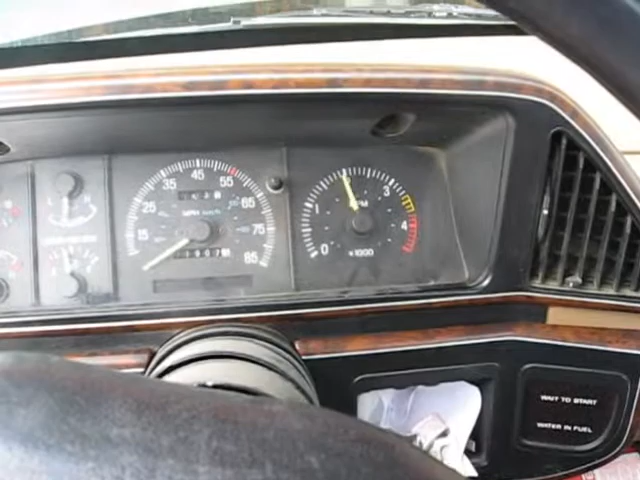 15 25 35 45 55 65 75 85
MPH
0 1 3 4
RPM
x1000
WAIT TO START
WATER IN FUEL